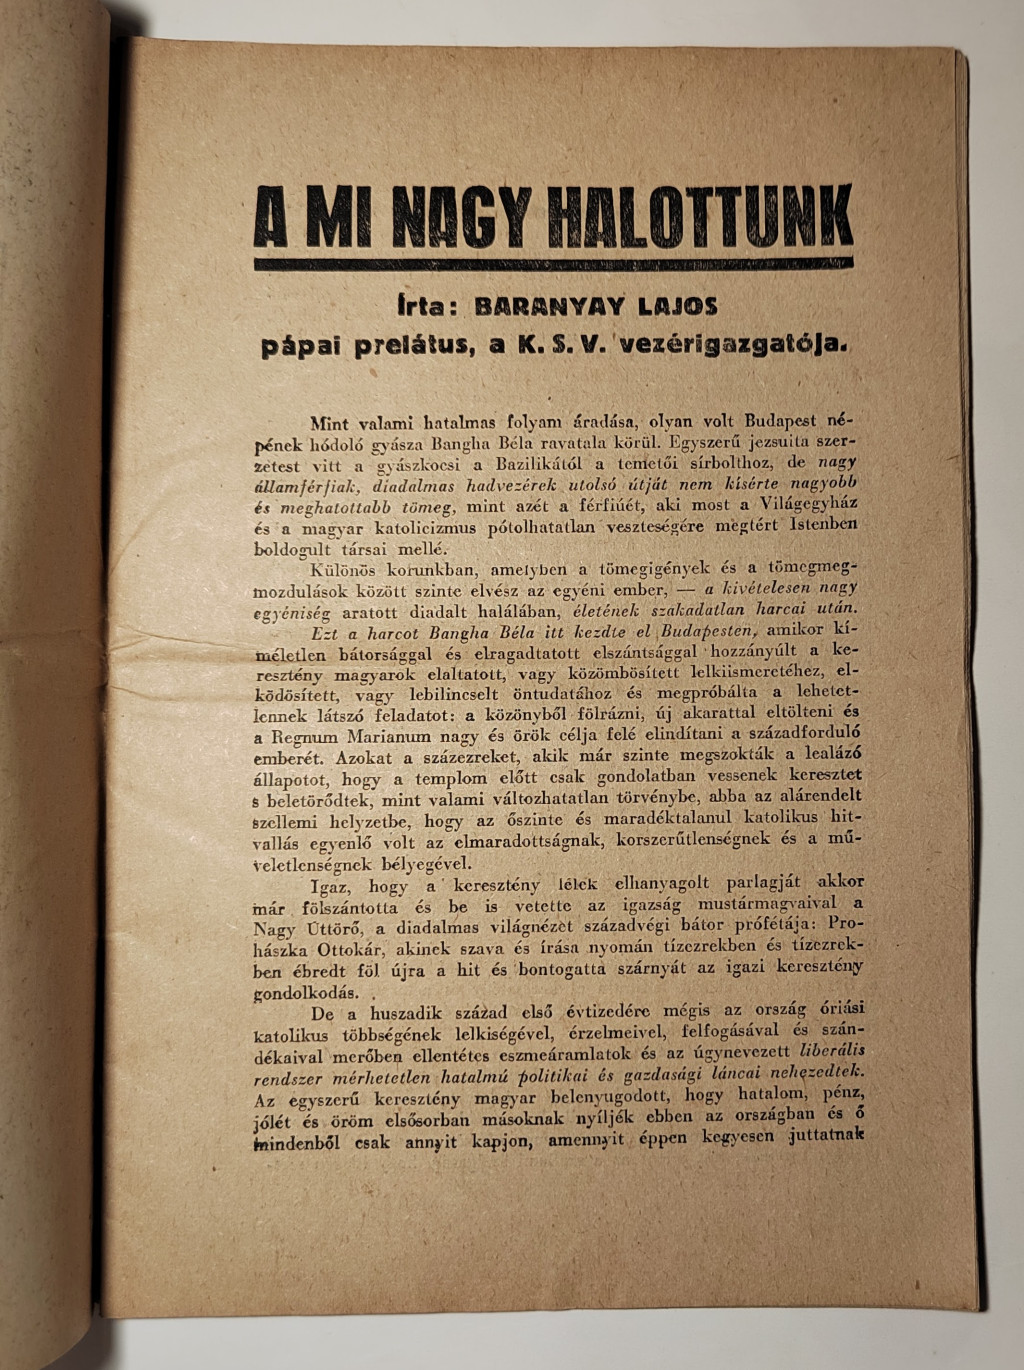 A MI NAGY HALOTTUNK
Írta: BARANYAY LAJOS
pápai prelátus, a K. S. V. vezérigazgatója.
Mint valami hatalmas folyam áradása, olyan volt Budapest né-
pének hódoló gyásza Bangha Béla ravatala körül. Egyszerű jezsuita szer-
zetest vitt a gyászkocsi a Bazilikától a temetői sírbolthoz, de nagy
államférfiak, diadalmas hadvezérek utolsó útját nem kísérte nagyobb
és meghatottabb tömeg, mint azét a férfiúét, aki most a Világegyház
és a magyar katolicizmus pótolhatatlan veszteségére megtért Istenben
boldogult társai mellé.
Különös korunkban, amelyben a tömegigények és a tömegmeg-
mozdulások között szinte elvész az egyéni ember, — a kivételesen nagy
egyéniség aratott diadalt halálában, életének szakadatlan harcai után.
Ezt a harcot Bangha Béla itt kezdte el Budapesten, amikor kí-
méletlen bátorsággal és elragadtatott elszántsággal hozzányúlt a ke-
resztény magyarok elaltatott, vagy közömbösített lelkiismeretéhez, el-
ködösített, vagy lebilincselt öntudatához és megpróbálta a lehetet-
lennek látszó feladatot: a közönyből fölrázni, új akarattal eltölteni és
a Regnum Marianum nagy és örök célja felé elindítani a századforduló
emberét. Azokat a százezreket, akik már szinte megszokták a lealázó
állapotot, hogy a templom előtt csak gondolatban vessenek keresztet
s beletörődtek, mint valami változhatatlan törvénybe, abba az alárendelt
szellemi helyzetbe, hogy az őszinte és maradéktalanul katolikus hit-
vallás egyenlő volt az elmaradottságnak, korszerűtlenségnek és a mű-
veletlenségnek bélyegével.
Igaz, hogy a keresztény lélek elhanyagolt parlagját akkor
már fölszántotta és be is vetette az igazság mustármagvaival a
Nagy Úttörő, a diadalmas világnézet századvégi bátor prófétája: Pro-
hászka Ottokár, akinek szava és írása nyomán tízezrekben és tízezrek-
ben ébredt föl újra a hit és bontogatta szárnyát az igazi keresztény
gondolkodás.
De a huszadik század első évtizedére mégis az ország óriási
katolikus többségének lelkiségével, érzelmeivel, felfogásával és szán-
dékaival merőben ellentétes eszmeáramlatok és az úgynevezett liberális
rendszer mérhetetlen hatalmú politikai és gazdasági láncai nehezedtek.
Az egyszerű keresztény magyar belenyugodott, hogy hatalom, pénz,
jólét és öröm elsősorban másoknak nyíljék ebben az országban és ő
mindenből csak annyit kapjon, amennyit éppen kegyesen juttatnak